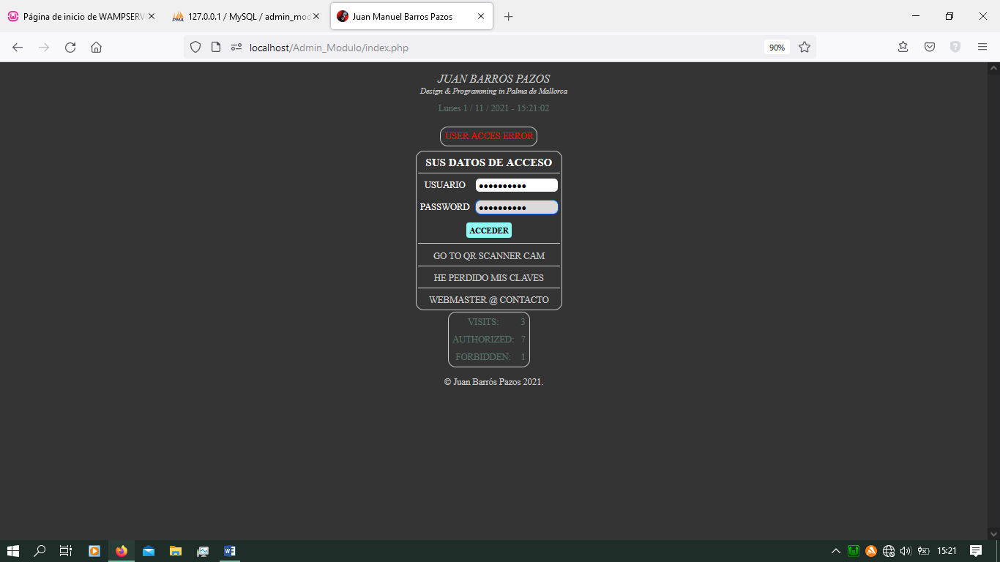 Página de inicio de WAMPSERV
127.0.0.1 / MySQL / admin_mod
Juan Manuel Barros Pazos
localhost/Admin_Modulo/index.php
90%
JUAN BARROS PAZOS
Design & Programming in Palma de Mallorca
Lunes 1 / 11 / 2021 - 15:21:02
USER ACCES ERROR
SUS DATOS DE ACCESO
USUARIO ●●●●●●●●●●
PASSWORD ●●●●●●●●●●
ACCEDER
GO TO QR SCANNER CAM
HE PERDIDO MIS CLAVES
WEBMASTER @ CONTACTO
VISITS: 3
AUTHORIZED: 7
FORBIDDEN: 1
© Juan Barrós Pazos 2021.
15:21